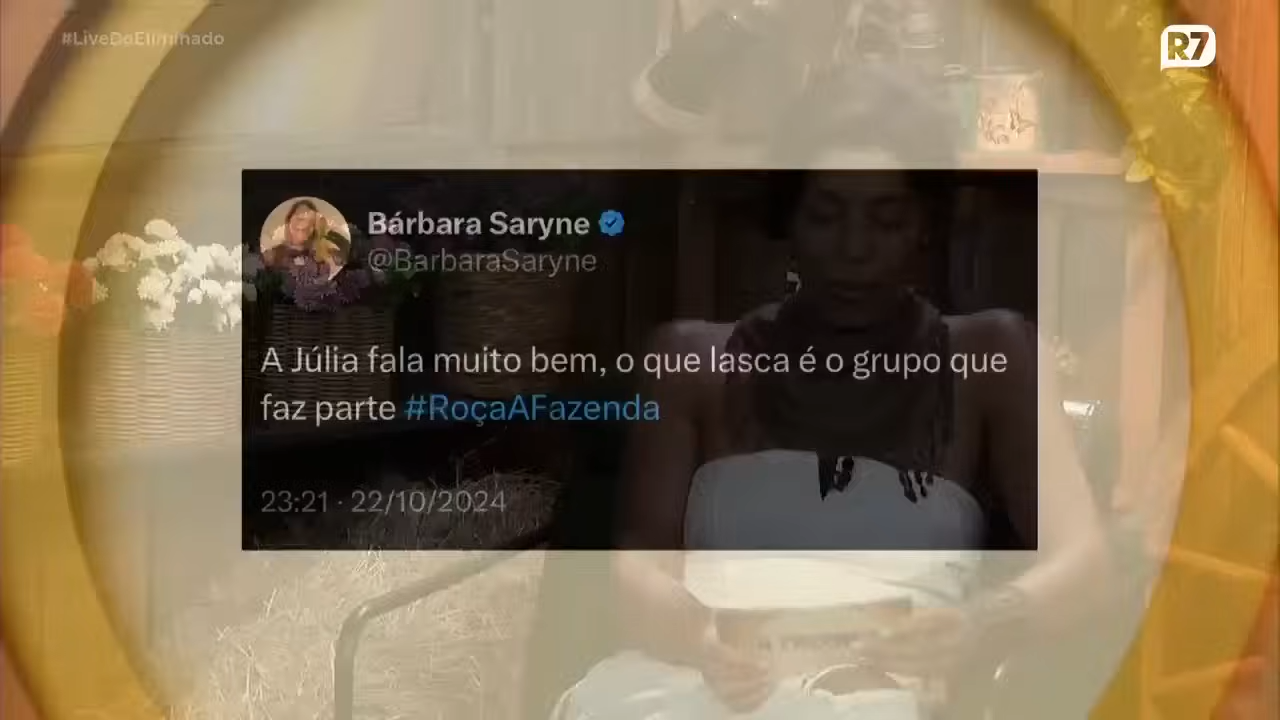 #LiveDoEliminado
R7
Bárbara Saryne
@BarbaraSaryne
A Júlia fala muito bem, o que lasca é o grupo que
faz parte #RoçaAFazenda
23:21 · 22/10/2024